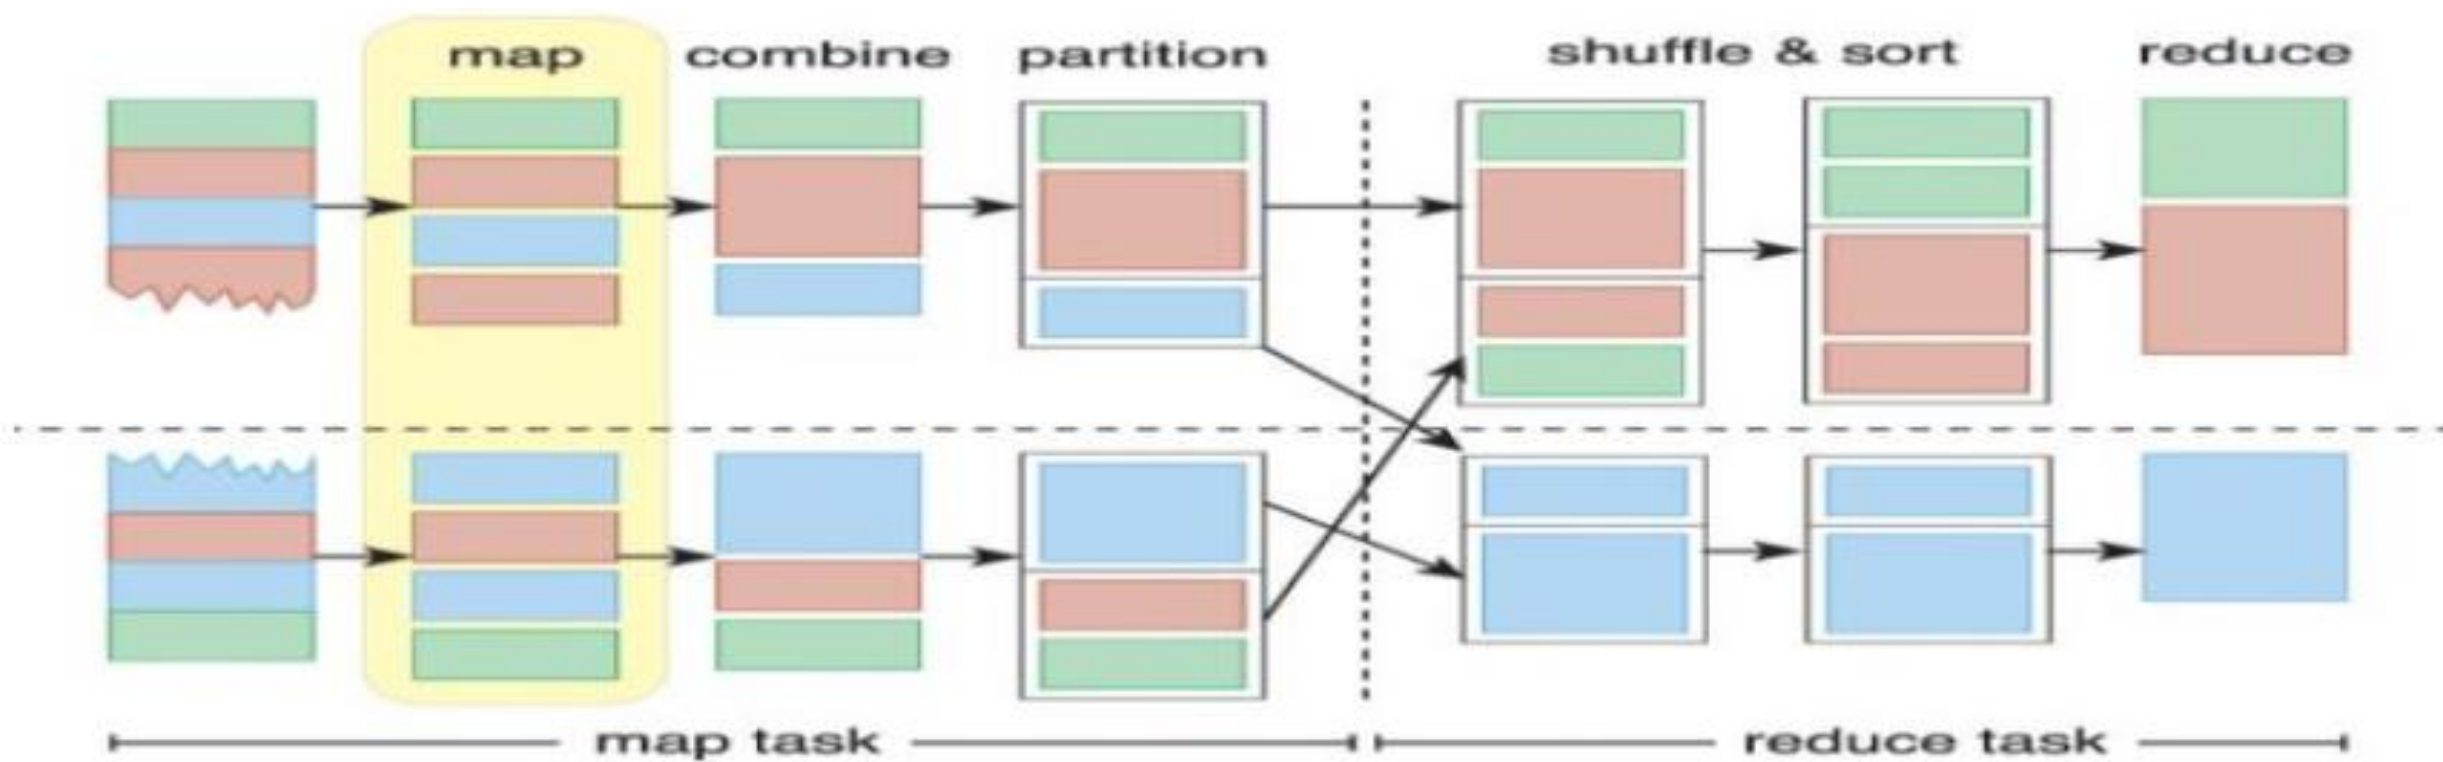 map
combine
partition
shuffle & sort
reduce
map task
reduce task